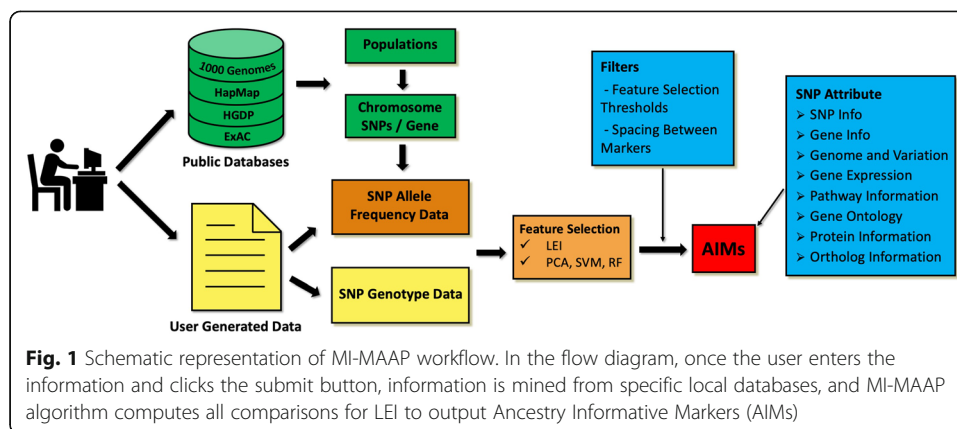 1000 Genomes
HapMap
HGDP
ExAC
Public Databases
Populations
Chromosome
SNPs / Gene
SNP Allele
Frequency Data
SNP Genotype Data
User Generated Data
Feature Selection
✓ LEI
✓ PCA, SVM, RF
Filters
- Feature Selection
Thresholds
- Spacing Between
Markers
AIMs
SNP Attribute
➢ SNP Info
➢ Gene Info
➢ Genome and Variation
➢ Gene Expression
➢ Pathway Information
➢ Gene Ontology
➢ Protein Information
➢ Ortholog Information
Fig. 1 Schematic representation of MI-MAAP workflow. In the flow diagram, once the user enters the
information and clicks the submit button, information is mined from specific local databases, and MI-MAAP
algorithm computes all comparisons for LEI to output Ancestry Informative Markers (AIMs)